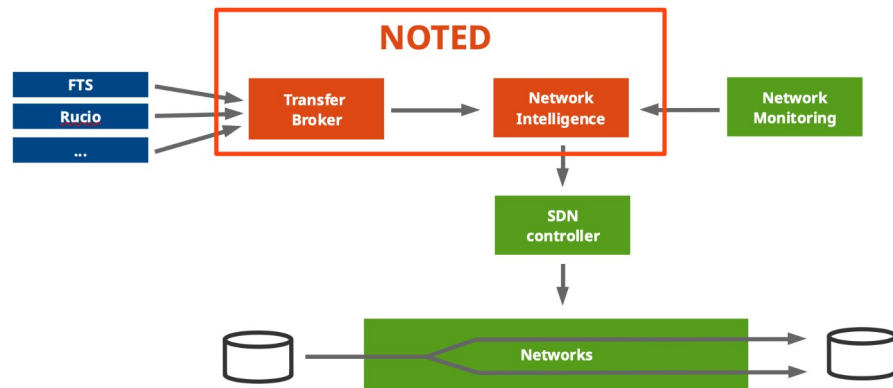 NOTED
FTS
Rucio
...
Transfer
Broker
Network
Intelligence
Network
Monitoring
SDN
controller
Networks